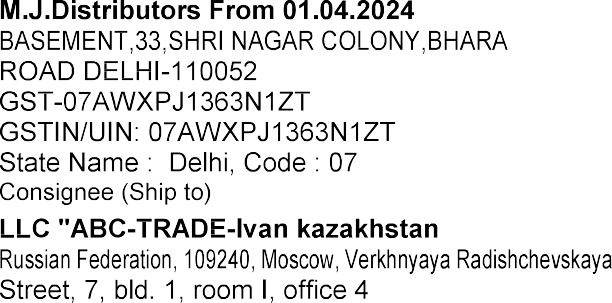 M.J.Distributors From 01.04.2024
BASEMENT,33,SHRI NAGAR COLONY,BHARA
ROAD DELHI-110052
GST-07AWXPJ1363N1ZT
GSTIN/UIN: 07AWXPJ1363N1ZT
State Name : Delhi, Code : 07
Consignee (Ship to)
LLC "ABC-TRADE-Ivan kazakhstan
Russian Federation, 109240, Moscow, Verkhnyaya Radishchevskaya
Street, 7, bld. 1, room I, office 4